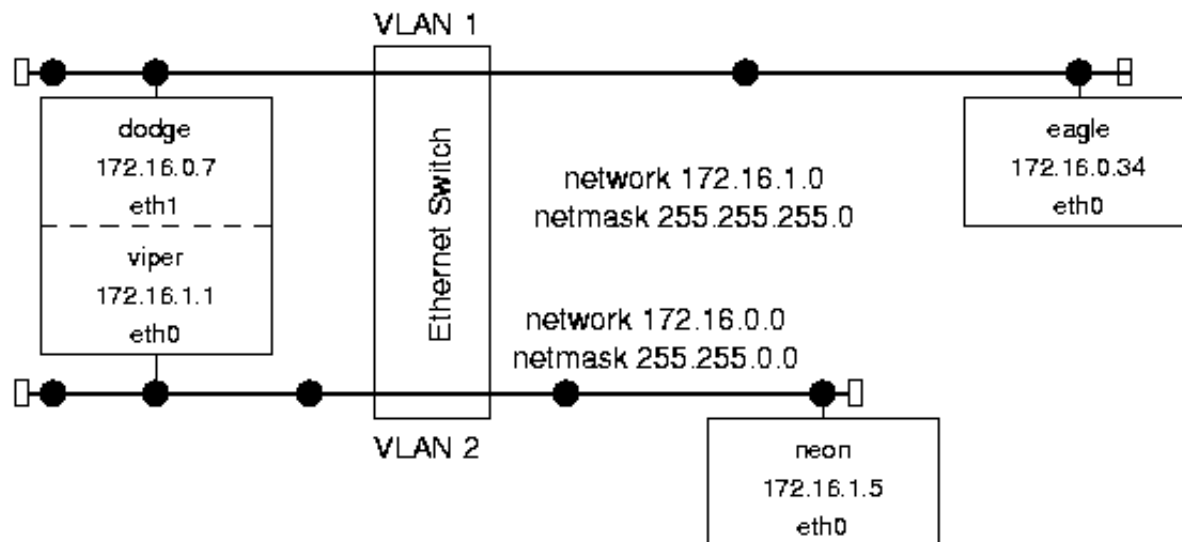 VLAN 1
dodge
172.16.0.7
eth1
viper
172.16.1.1
eth0
Ethernet Switch
network 172.16.1.0
netmask 255.255.255.0
eagle
172.16.0.34
eth0
network 172.16.0.0
netmask 255.255.0.0
VLAN 2
neon
172.16.1.5
eth0